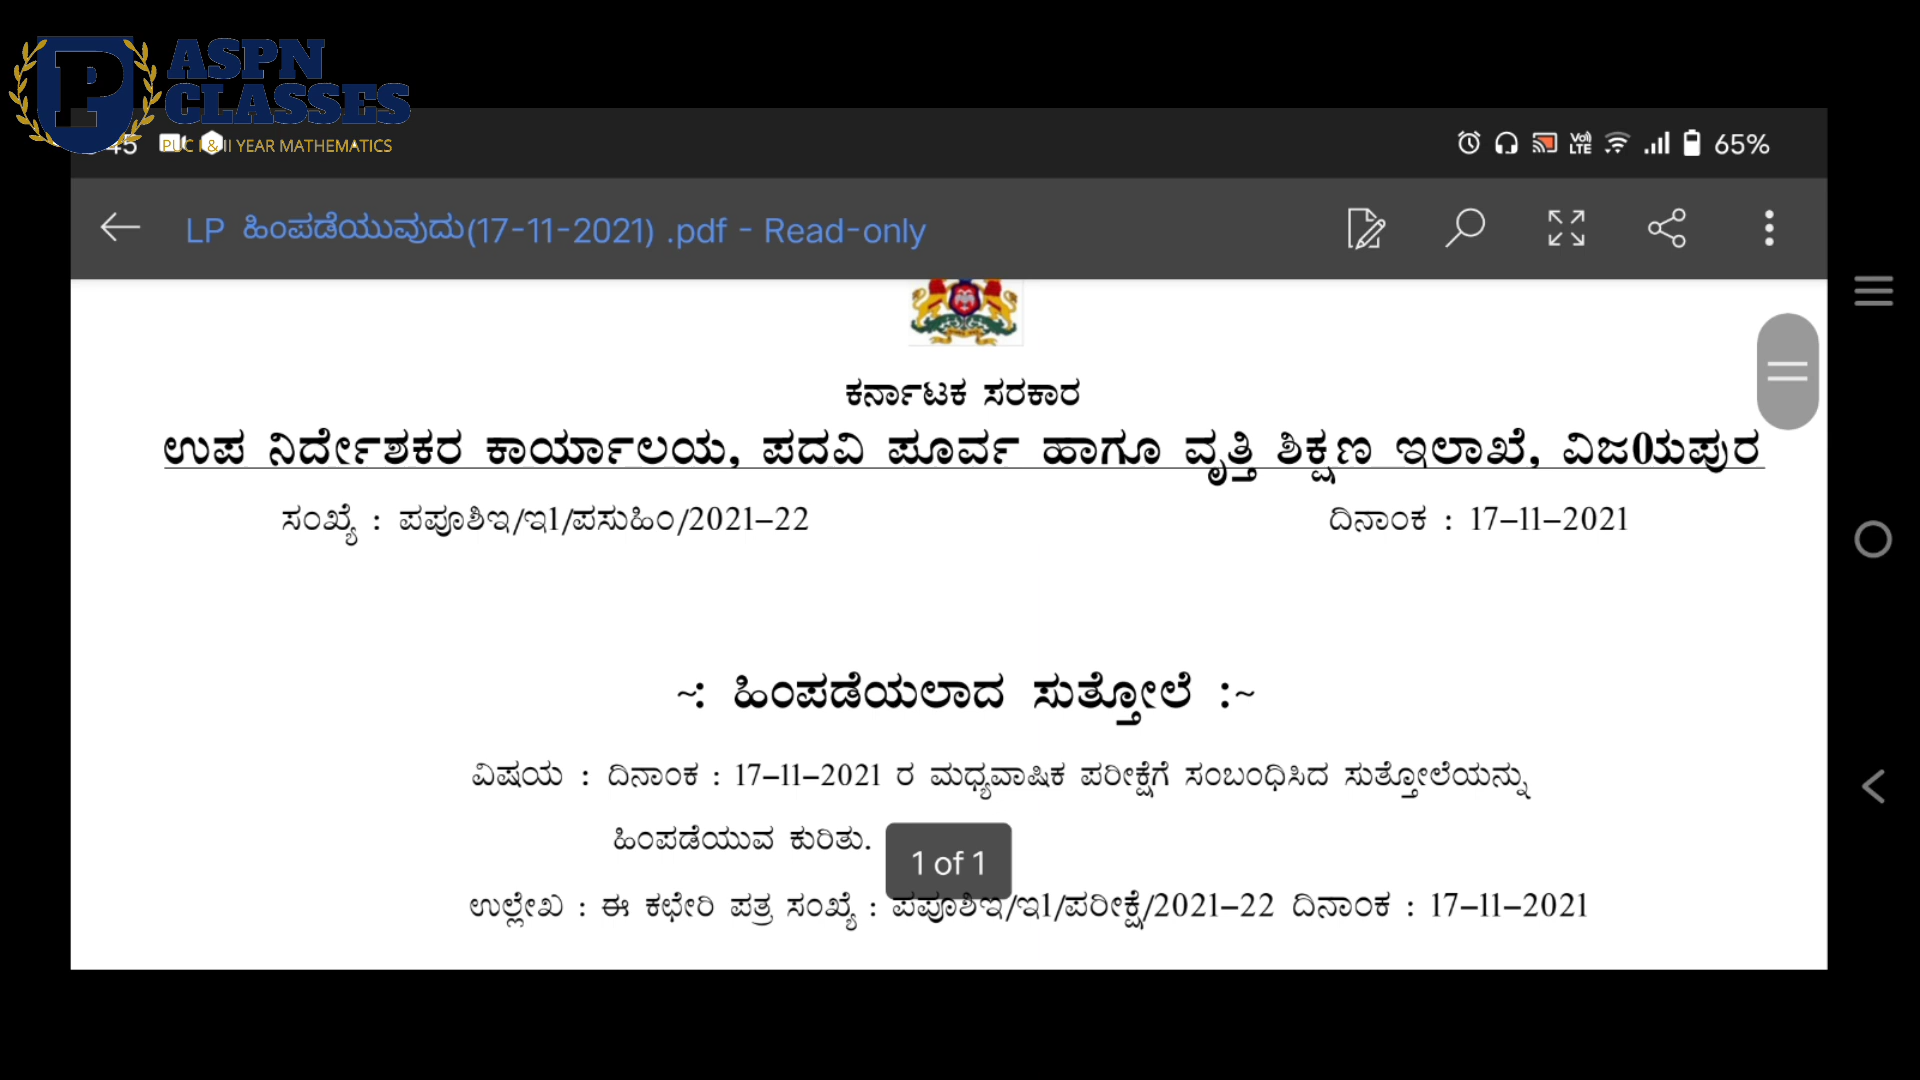 ASPN
CLASSES
PUC I & II YEAR MATHEMATICS
45
65%
LP ಹಿಂಪಡೆಯುವುದು(17-11-2021) .pdf - Read-only
ಕರ್ನಾಟಕ ಸರಕಾರ
ಉಪ ನಿರ್ದೇಶಕರ ಕಾರ್ಯಾಲಯ, ಪದವಿ ಪೂರ್ವ ಹಾಗೂ ವೃತ್ತಿ ಶಿಕ್ಷಣ ಇಲಾಖೆ, ವಿಜ0ಯಪುರ
ಸಂಖ್ಯೆ : ಪಪೂಶಿಇ/ಇ1/ಪಸುಹಿಂ/2021–22 ದಿನಾಂಕ : 17–11–2021
~: ಹಿಂಪಡೆಯಲಾದ ಸುತ್ತೋಲೆ :~
ವಿಷಯ : ದಿನಾಂಕ : 17–11–2021 ರ ಮಧ್ಯವಾಷಿಕ ಪರೀಕ್ಷೆಗೆ ಸಂಬಂಧಿಸಿದ ಸುತ್ತೋಲೆಯನ್ನು
ಹಿಂಪಡೆಯುವ ಕುರಿತು.
1 of 1
ಉಲ್ಲೇಖ : ಈ ಕಛೇರಿ ಪತ್ರ ಸಂಖ್ಯೆ : ಪಪೂಶಿಇ/ಇ1/ಪರೀಕ್ಷೆ/2021–22 ದಿನಾಂಕ : 17–11–2021